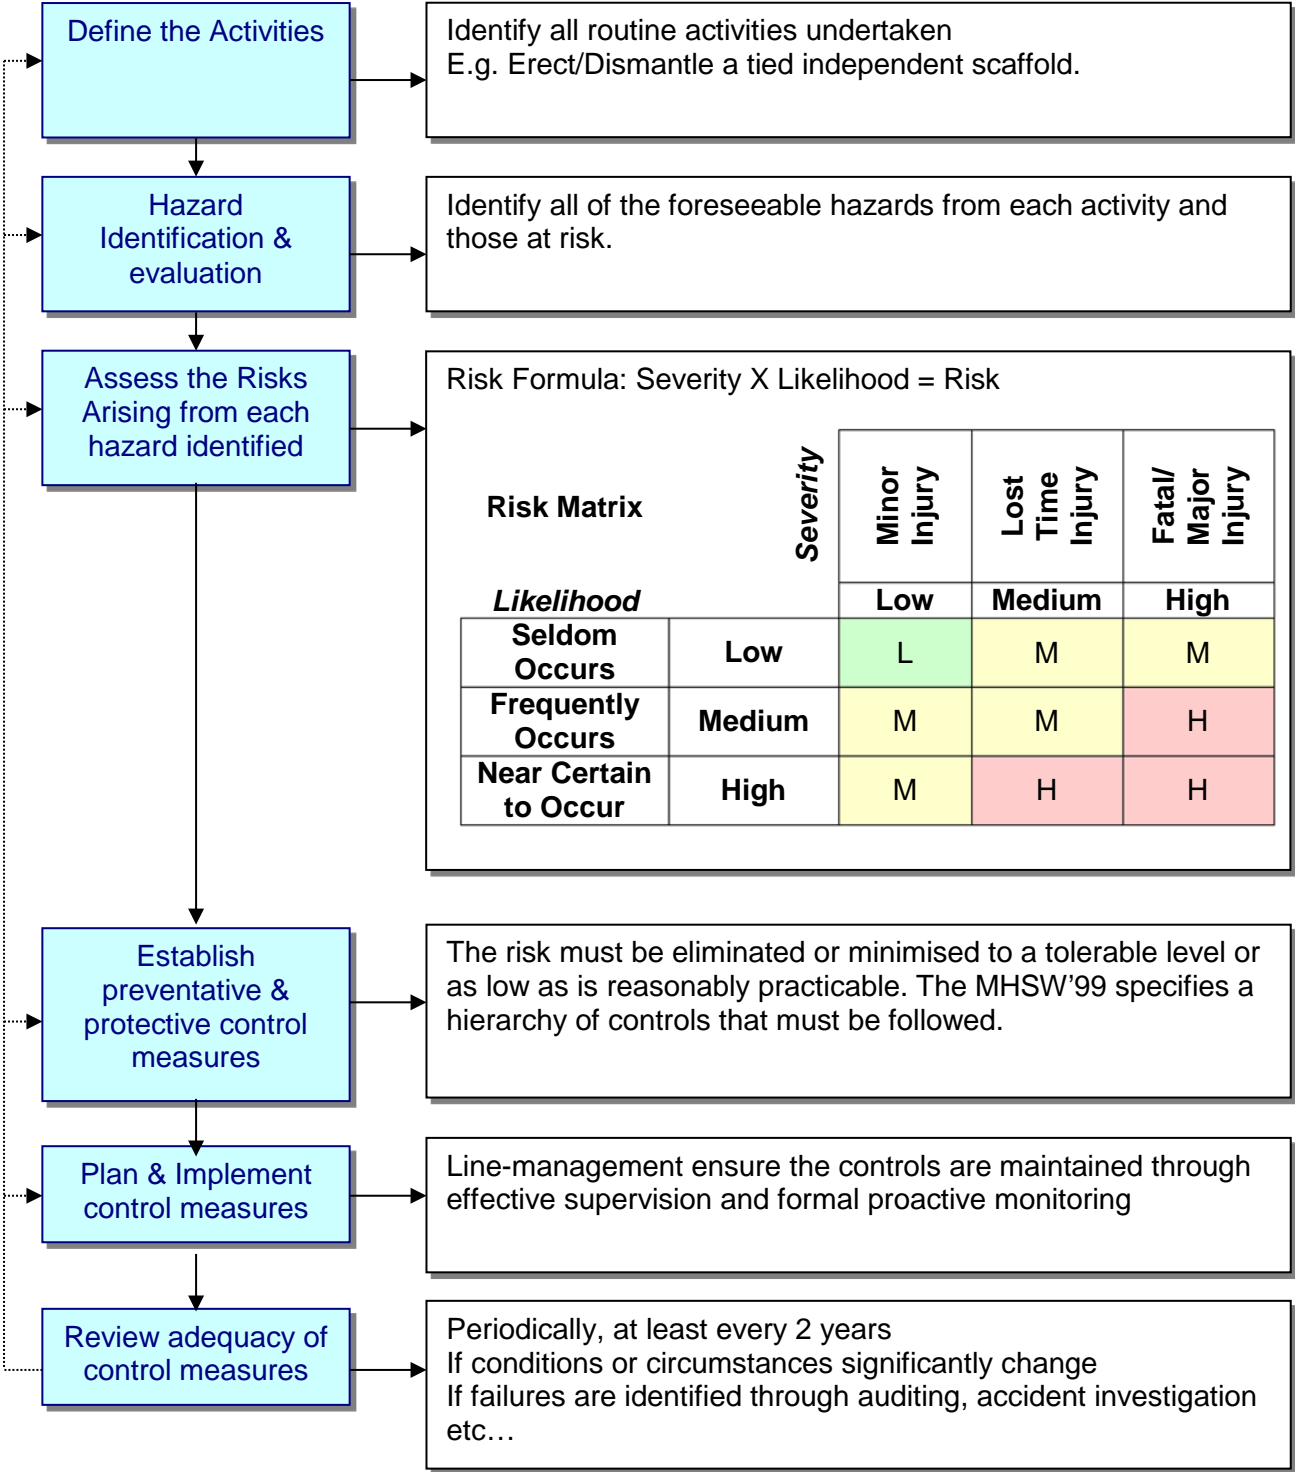 Define the Activities
Identify all routine activities undertaken
E.g. Erect/Dismantle a tied independent scaffold.
Hazard
Identification &
evaluation
Identify all of the foreseeable hazards from each activity and
those at risk.
Assess the Risks
Arising from each
hazard identified
Risk Formula: Severity X Likelihood = Risk
Risk Matrix
Severity
Minor
Injury
Lost
Time
Injury
Fatal/
Major
Injury
Likelihood
Low
Medium
High
Seldom
Occurs
Low
L
M
M
Frequently
Occurs
Medium
M
M
H
Near Certain
to Occur
High
M
H
H
Establish
preventative &
protective control
measures
The risk must be eliminated or minimised to a tolerable level or
as low as is reasonably practicable. The MHSW’99 specifies a
hierarchy of controls that must be followed.
Plan & Implement
control measures
Line-management ensure the controls are maintained through
effective supervision and formal proactive monitoring
Review adequacy of
control measures
Periodically, at least every 2 years
If conditions or circumstances significantly change
If failures are identified through auditing, accident investigation
etc…